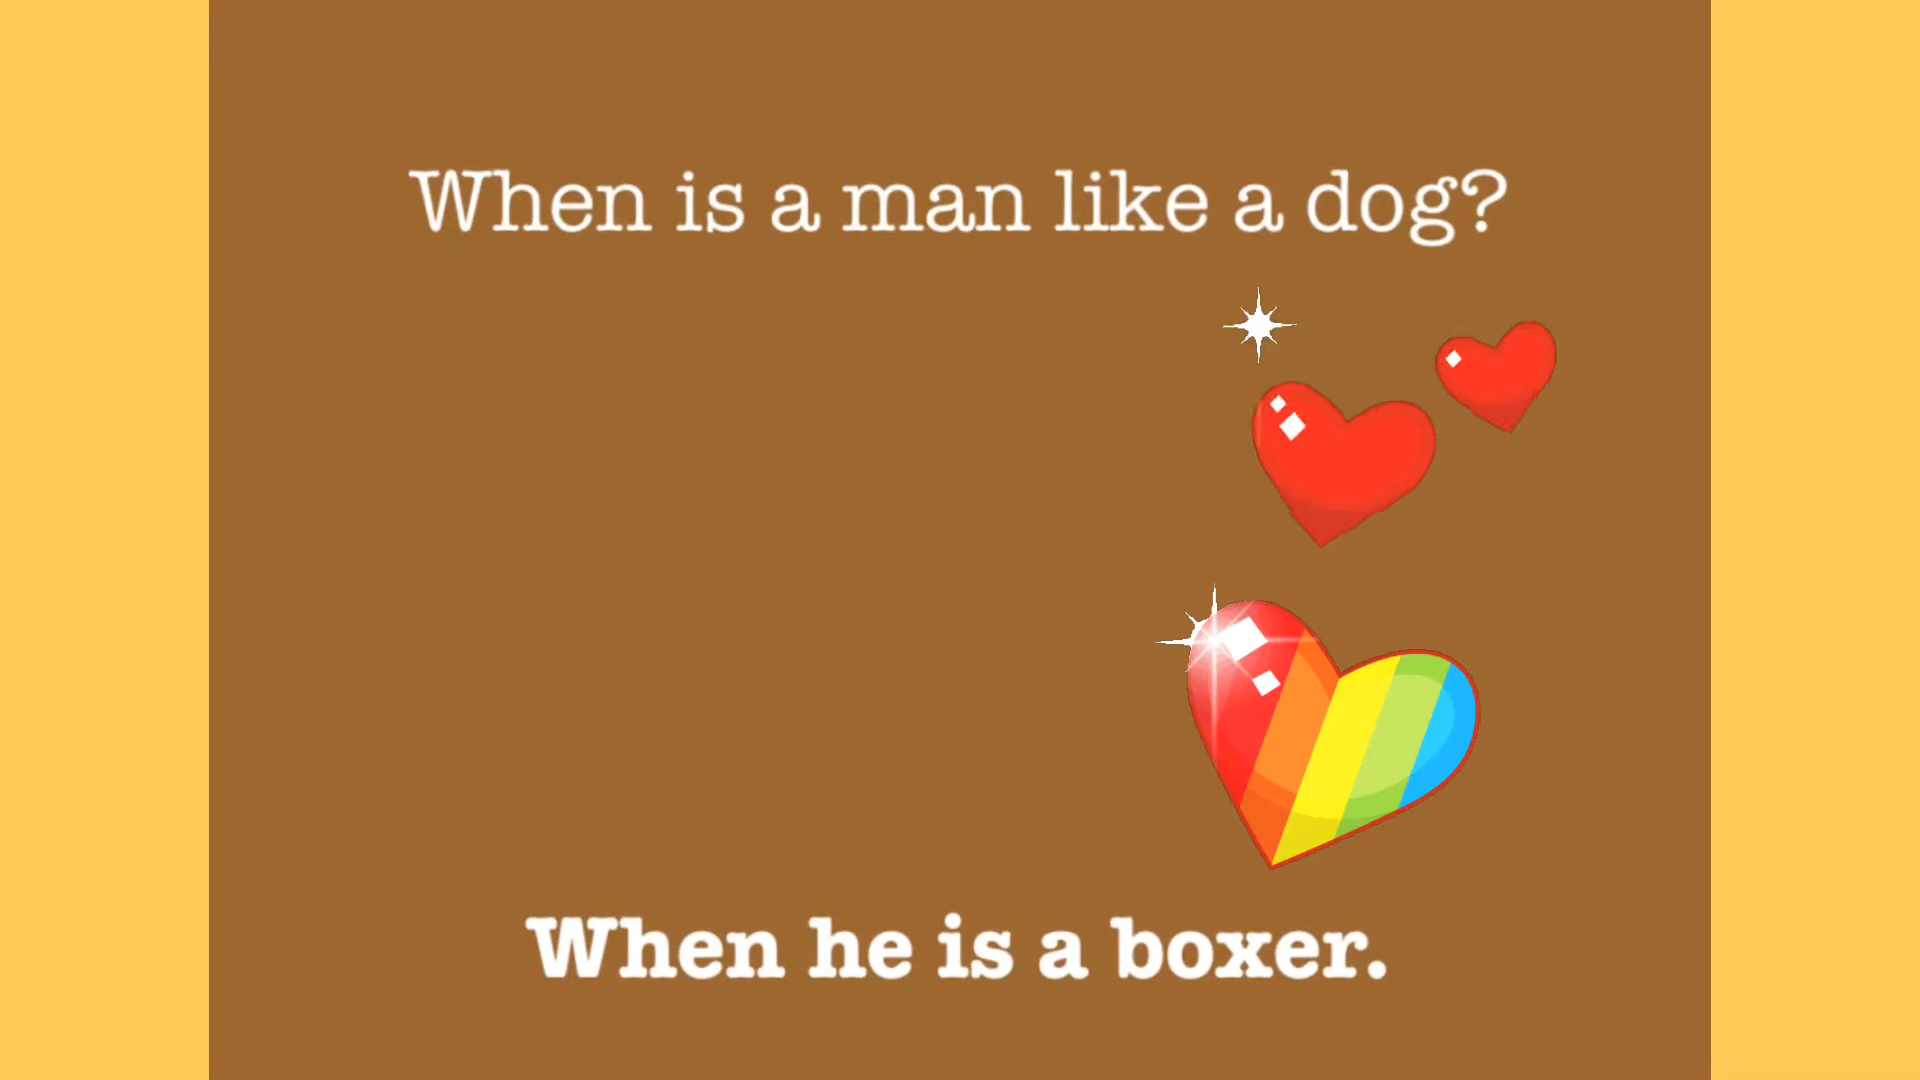 When is a man like a dog?
When he is a boxer.